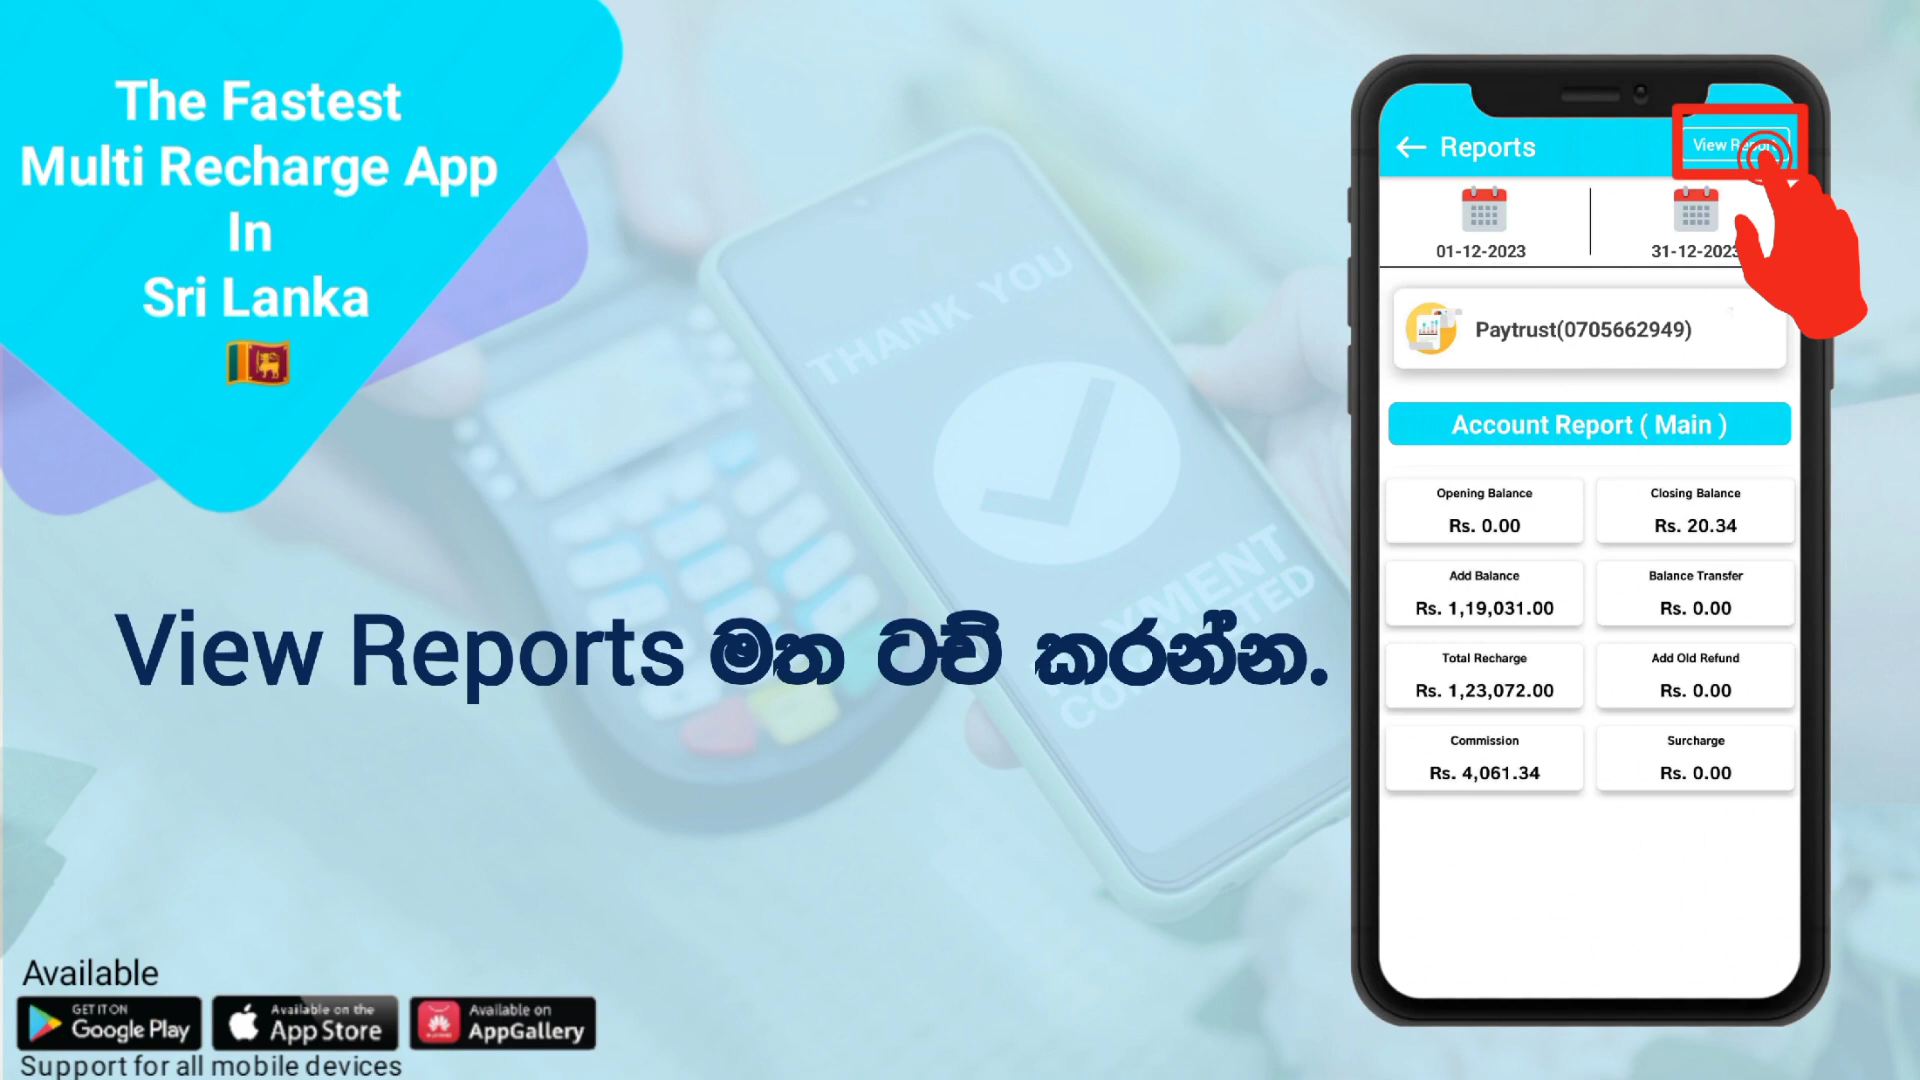 The Fastest
Multi Recharge App
In
Sri Lanka
View Reports මත ටච් කරන්න.
Available
GET IT ON
Google Play
Available on the
App Store
Available on
AppGallery
Support for all mobile devices
THANK YOU
Reports
View Report
01-12-2023
31-12-2023
Paytrust(0705662949)
Account Report ( Main )
Opening Balance
Rs. 0.00
Closing Balance
Rs. 20.34
Add Balance
Rs. 1,19,031.00
Balance Transfer
Rs. 0.00
Total Recharge
Rs. 1,23,072.00
Add Old Refund
Rs. 0.00
Commission
Rs. 4,061.34
Surcharge
Rs. 0.00